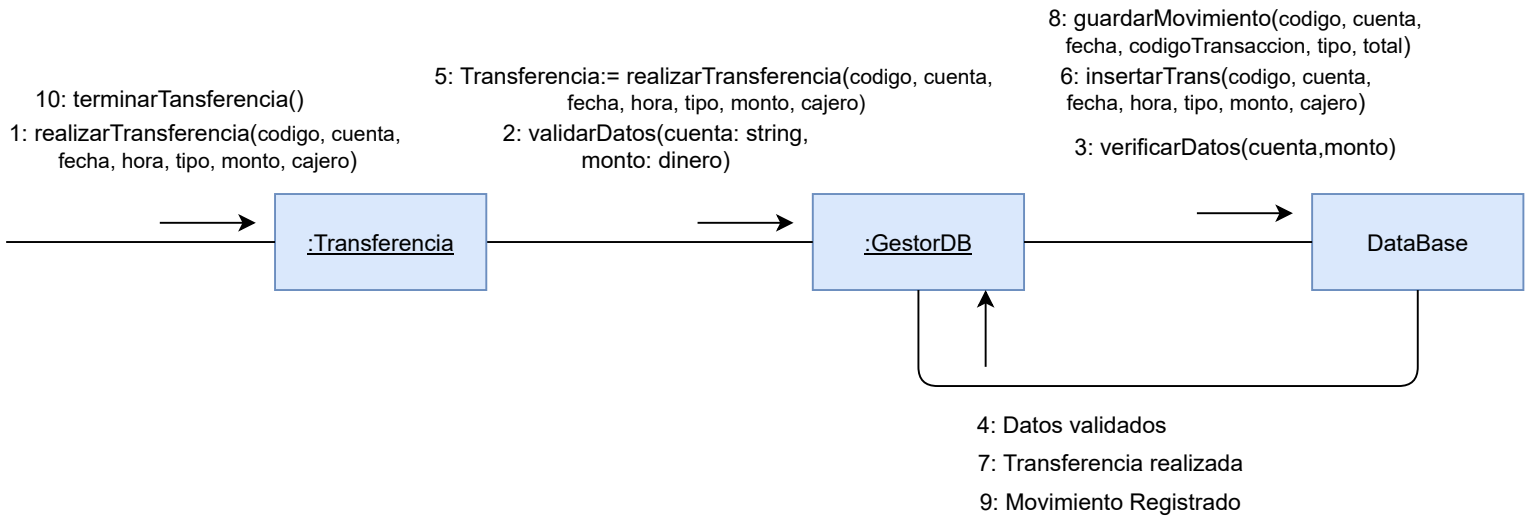 8: guardarMovimiento(codigo, cuenta,
fecha, codigoTransaccion, tipo, total)
5: Transferencia:= realizarTransferencia(codigo, cuenta,
fecha, hora, tipo, monto, cajero)
6: insertarTrans(codigo, cuenta,
fecha, hora, tipo, monto, cajero)
10: terminarTansferencia()
1: realizarTransferencia(codigo, cuenta,
fecha, hora, tipo, monto, cajero)
2: validarDatos(cuenta: string,
monto: dinero)
3: verificarDatos(cuenta,monto)
:Transferencia
:GestorDB
DataBase
4: Datos validados
7: Transferencia realizada
9: Movimiento Registrado